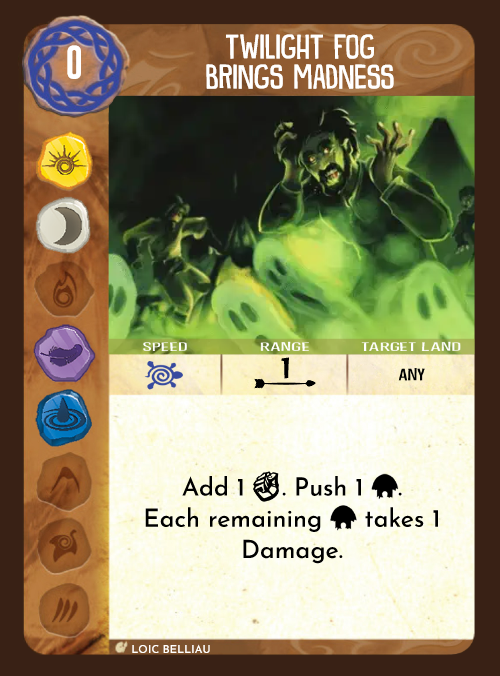 0
TWILIGHT FOG
BRINGS MADNESS
SPEED RANGE TARGET LAND
1
ANY
Add 1 . Push 1 .
Each remaining takes 1
Damage.
LOIC BELLIAU